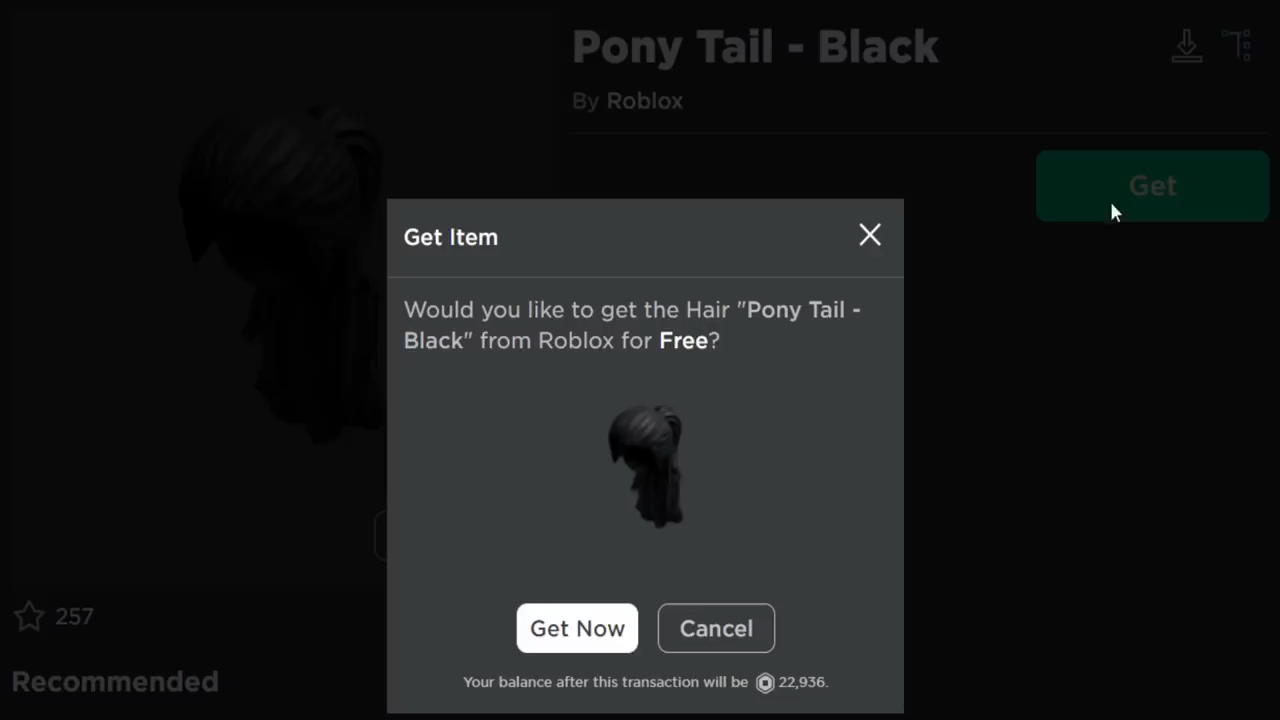 Pony Tail - Black
By Roblox
Get
Get Item
Would you like to get the Hair "Pony Tail -
Black" from Roblox for Free?
Get Now
Cancel
Your balance after this transaction will be 22,936.
257
Recommended